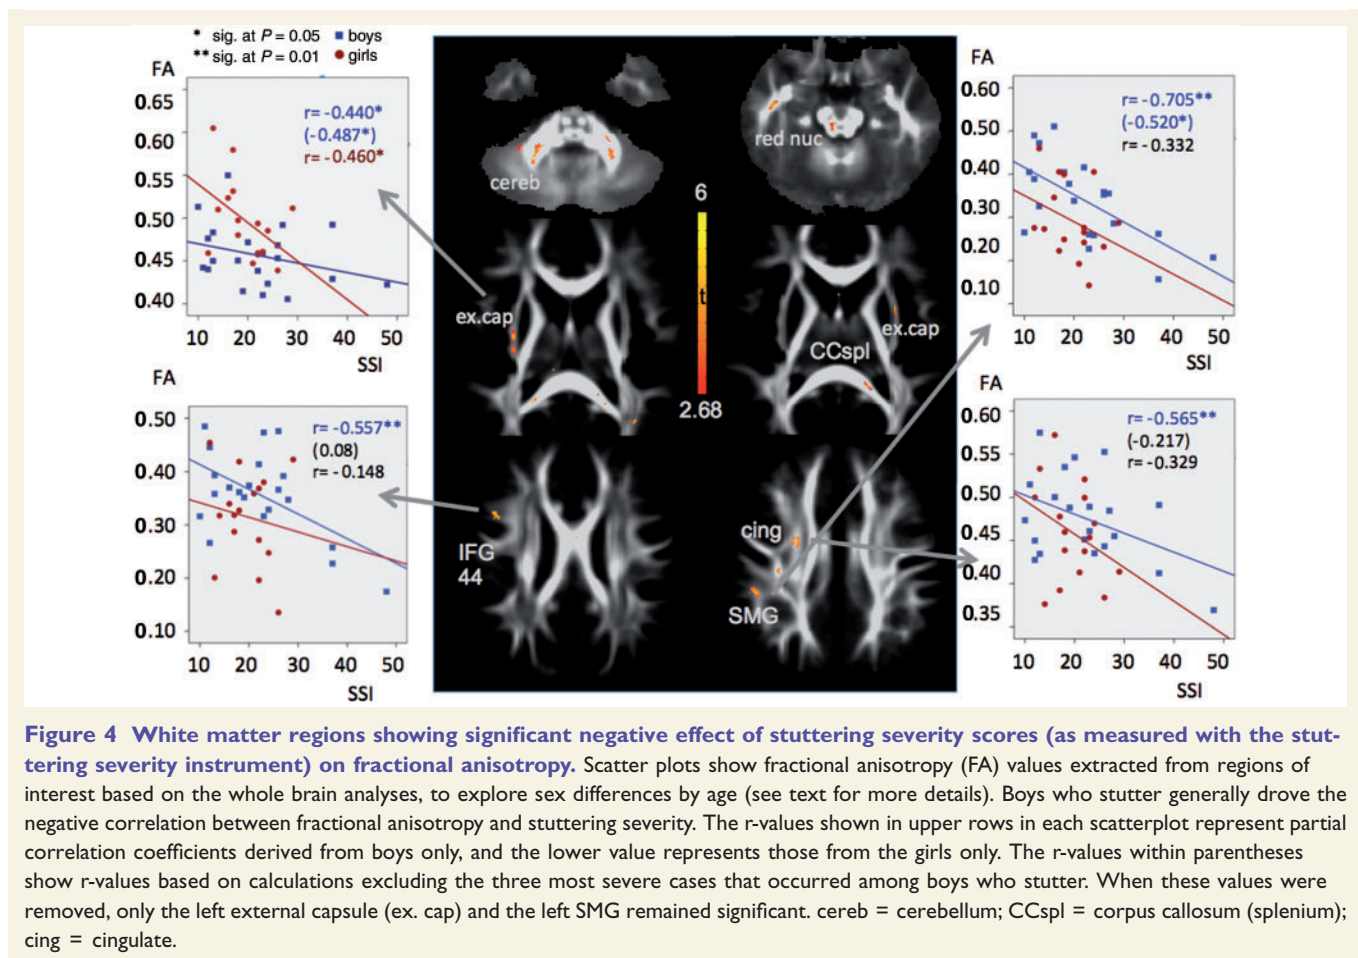 * sig. at P = 0.05 ■ boys
** sig. at P = 0.01 ● girls
FA
0.65
0.60
0.55
0.50
0.45
0.40
r= -0.440*
(-0.487*)
r= -0.460*
10 20 30 40 50
SSI
FA
0.50
0.40
0.30
0.20
0.10
r= -0.557**
(0.08)
r= -0.148
10 20 30 40 50
SSI
cereb
red nuc
6
t
2.68
ex.cap
ex.cap
CCspl
IFG
44
cing
SMG
FA
0.60
0.50
0.40
0.30
0.20
0.10
r= -0.705**
(-0.520*)
r= -0.332
10 20 30 40 50
SSI
FA
0.60
0.55
0.50
0.45
0.40
0.35
r= -0.565**
(-0.217)
r= -0.329
10 20 30 40 50
SSI
Figure 4 White matter regions showing significant negative effect of stuttering severity scores (as measured with the stut-
tering severity instrument) on fractional anisotropy. Scatter plots show fractional anisotropy (FA) values extracted from regions of
interest based on the whole brain analyses, to explore sex differences by age (see text for more details). Boys who stutter generally drove the
negative correlation between fractional anisotropy and stuttering severity. The r-values shown in upper rows in each scatterplot represent partial
correlation coefficients derived from boys only, and the lower value represents those from the girls only. The r-values within parentheses
show r-values based on calculations excluding the three most severe cases that occurred among boys who stutter. When these values were
removed, only the left external capsule (ex. cap) and the left SMG remained significant. cereb = cerebellum; CCspl = corpus callosum (splenium);
cing = cingulate.